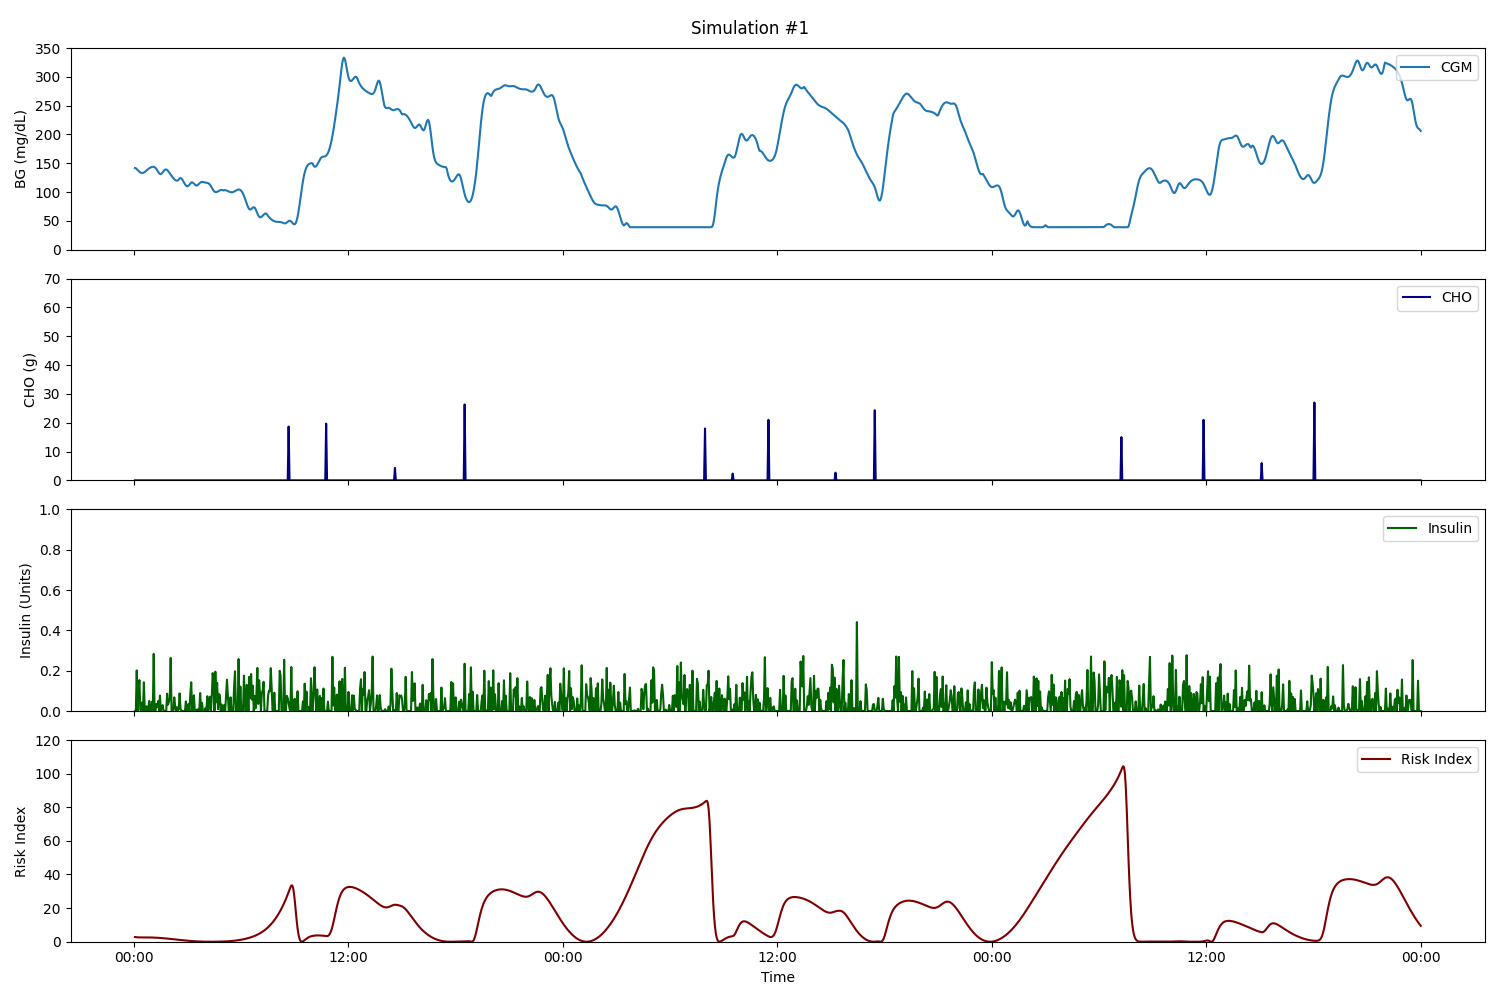 Simulation #1
350
300
250
200
150
100
50
0
BG (mg/dL)
CGM
70
60
50
40
30
20
10
0
CHO (g)
CHO
1.0
0.8
0.6
0.4
0.2
0.0
Insulin (Units)
Insulin
120
100
80
60
40
20
0
Risk Index
Risk Index
00:00 12:00 00:00 12:00 00:00 12:00 00:00
Time